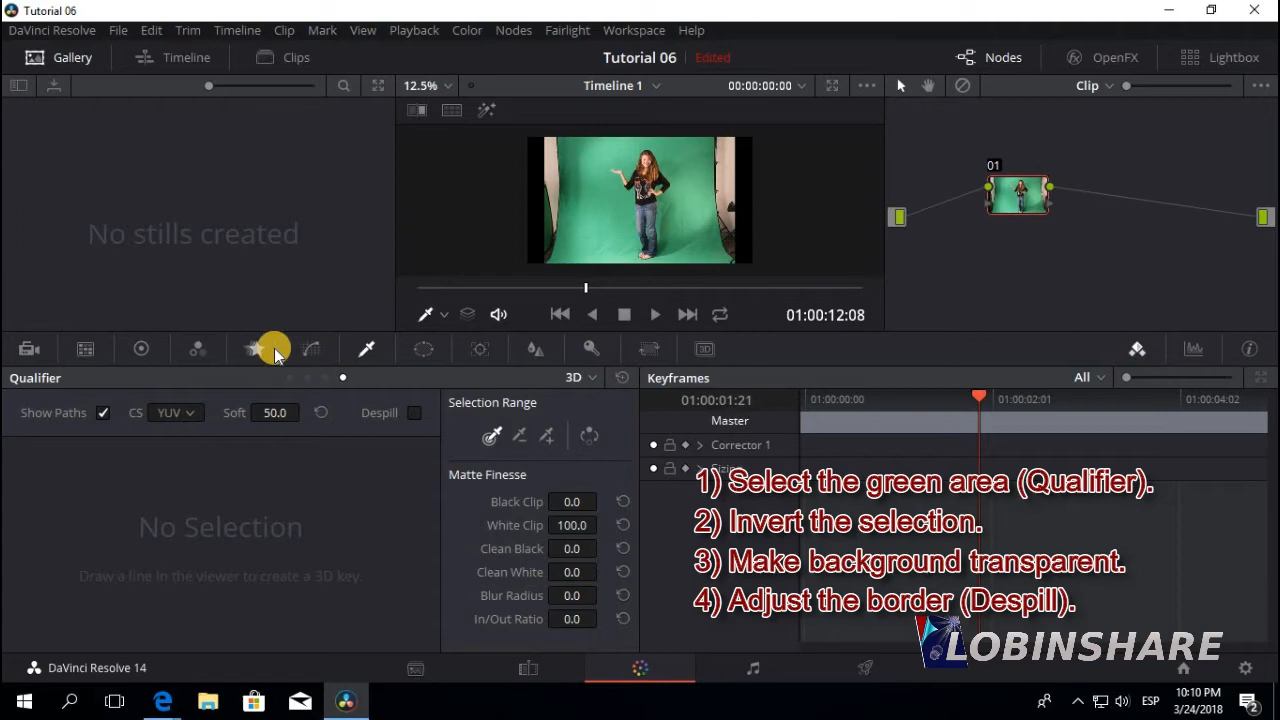 Tutorial 06
DaVinci Resolve File Edit Trim Timeline Clip Mark View Playback Color Nodes Fairlight Workspace Help
Gallery Timeline Clips Tutorial 06 Edited Nodes OpenFX Lightbox
12.5% Timeline 1 00:00:00:00 Clip
01
No stills created
01:00:12:08
3D
Qualifier 3D Keyframes All
Show Paths CS YUV Soft 50.0 Despill
Selection Range
Matte Finesse
Black Clip 0.0
White Clip 100.0
Clean Black 0.0
Clean White 0.0
Blur Radius 0.0
In/Out Ratio 0.0
No Selection
Draw a line in the viewer to create a 3D key.
01:00:01:21 01:00:00:00 01:00:02:01 01:00:04:02
Master
Corrector 1
Sizing
1) Select the green area (Qualifier).
2) Invert the selection.
3) Make background transparent.
4) Adjust the border (Despill).
LOBINSHARE
DaVinci Resolve 14
ESP
10:10 PM
3/24/2018
2